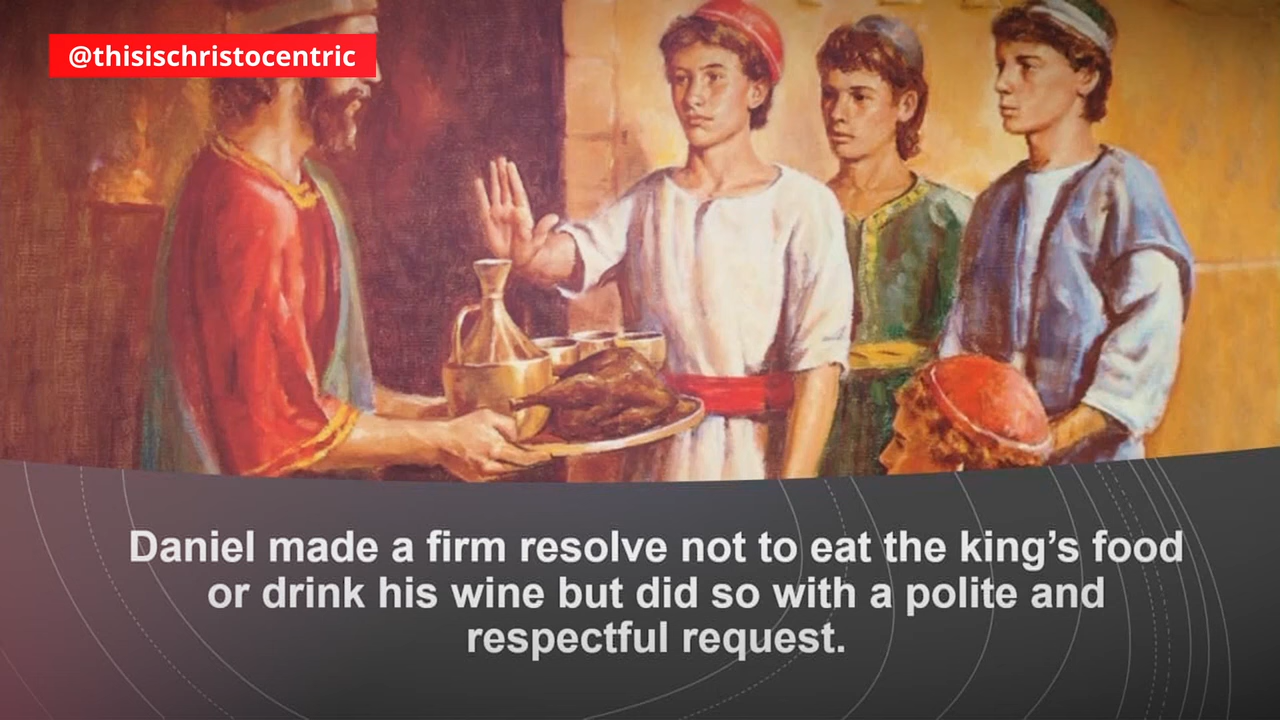 @thisischristocentric
Daniel made a firm resolve not to eat the king’s food
or drink his wine but did so with a polite and
respectful request.